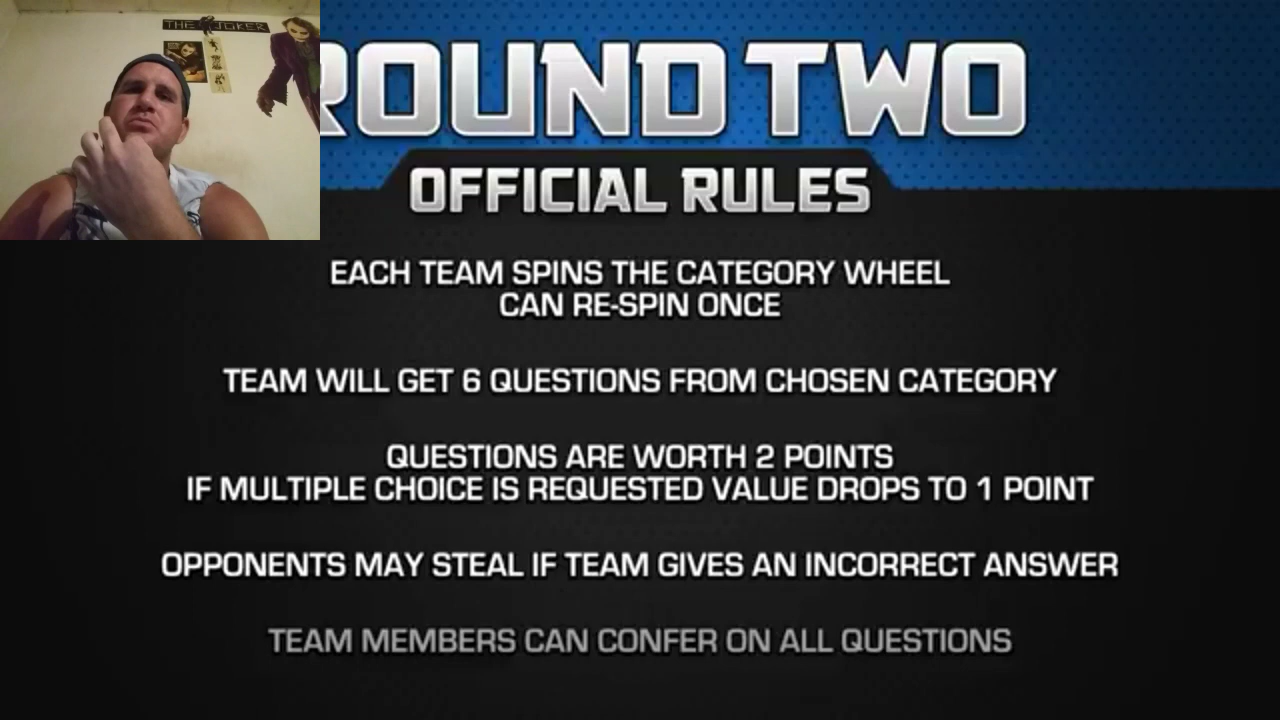 THE JOKER
ROUND TWO
OFFICIAL RULES
EACH TEAM SPINS THE CATEGORY WHEEL
CAN RE-SPIN ONCE
TEAM WILL GET 6 QUESTIONS FROM CHOSEN CATEGORY
QUESTIONS ARE WORTH 2 POINTS
IF MULTIPLE CHOICE IS REQUESTED VALUE DROPS TO 1 POINT
OPPONENTS MAY STEAL IF TEAM GIVES AN INCORRECT ANSWER
TEAM MEMBERS CAN CONFER ON ALL QUESTIONS